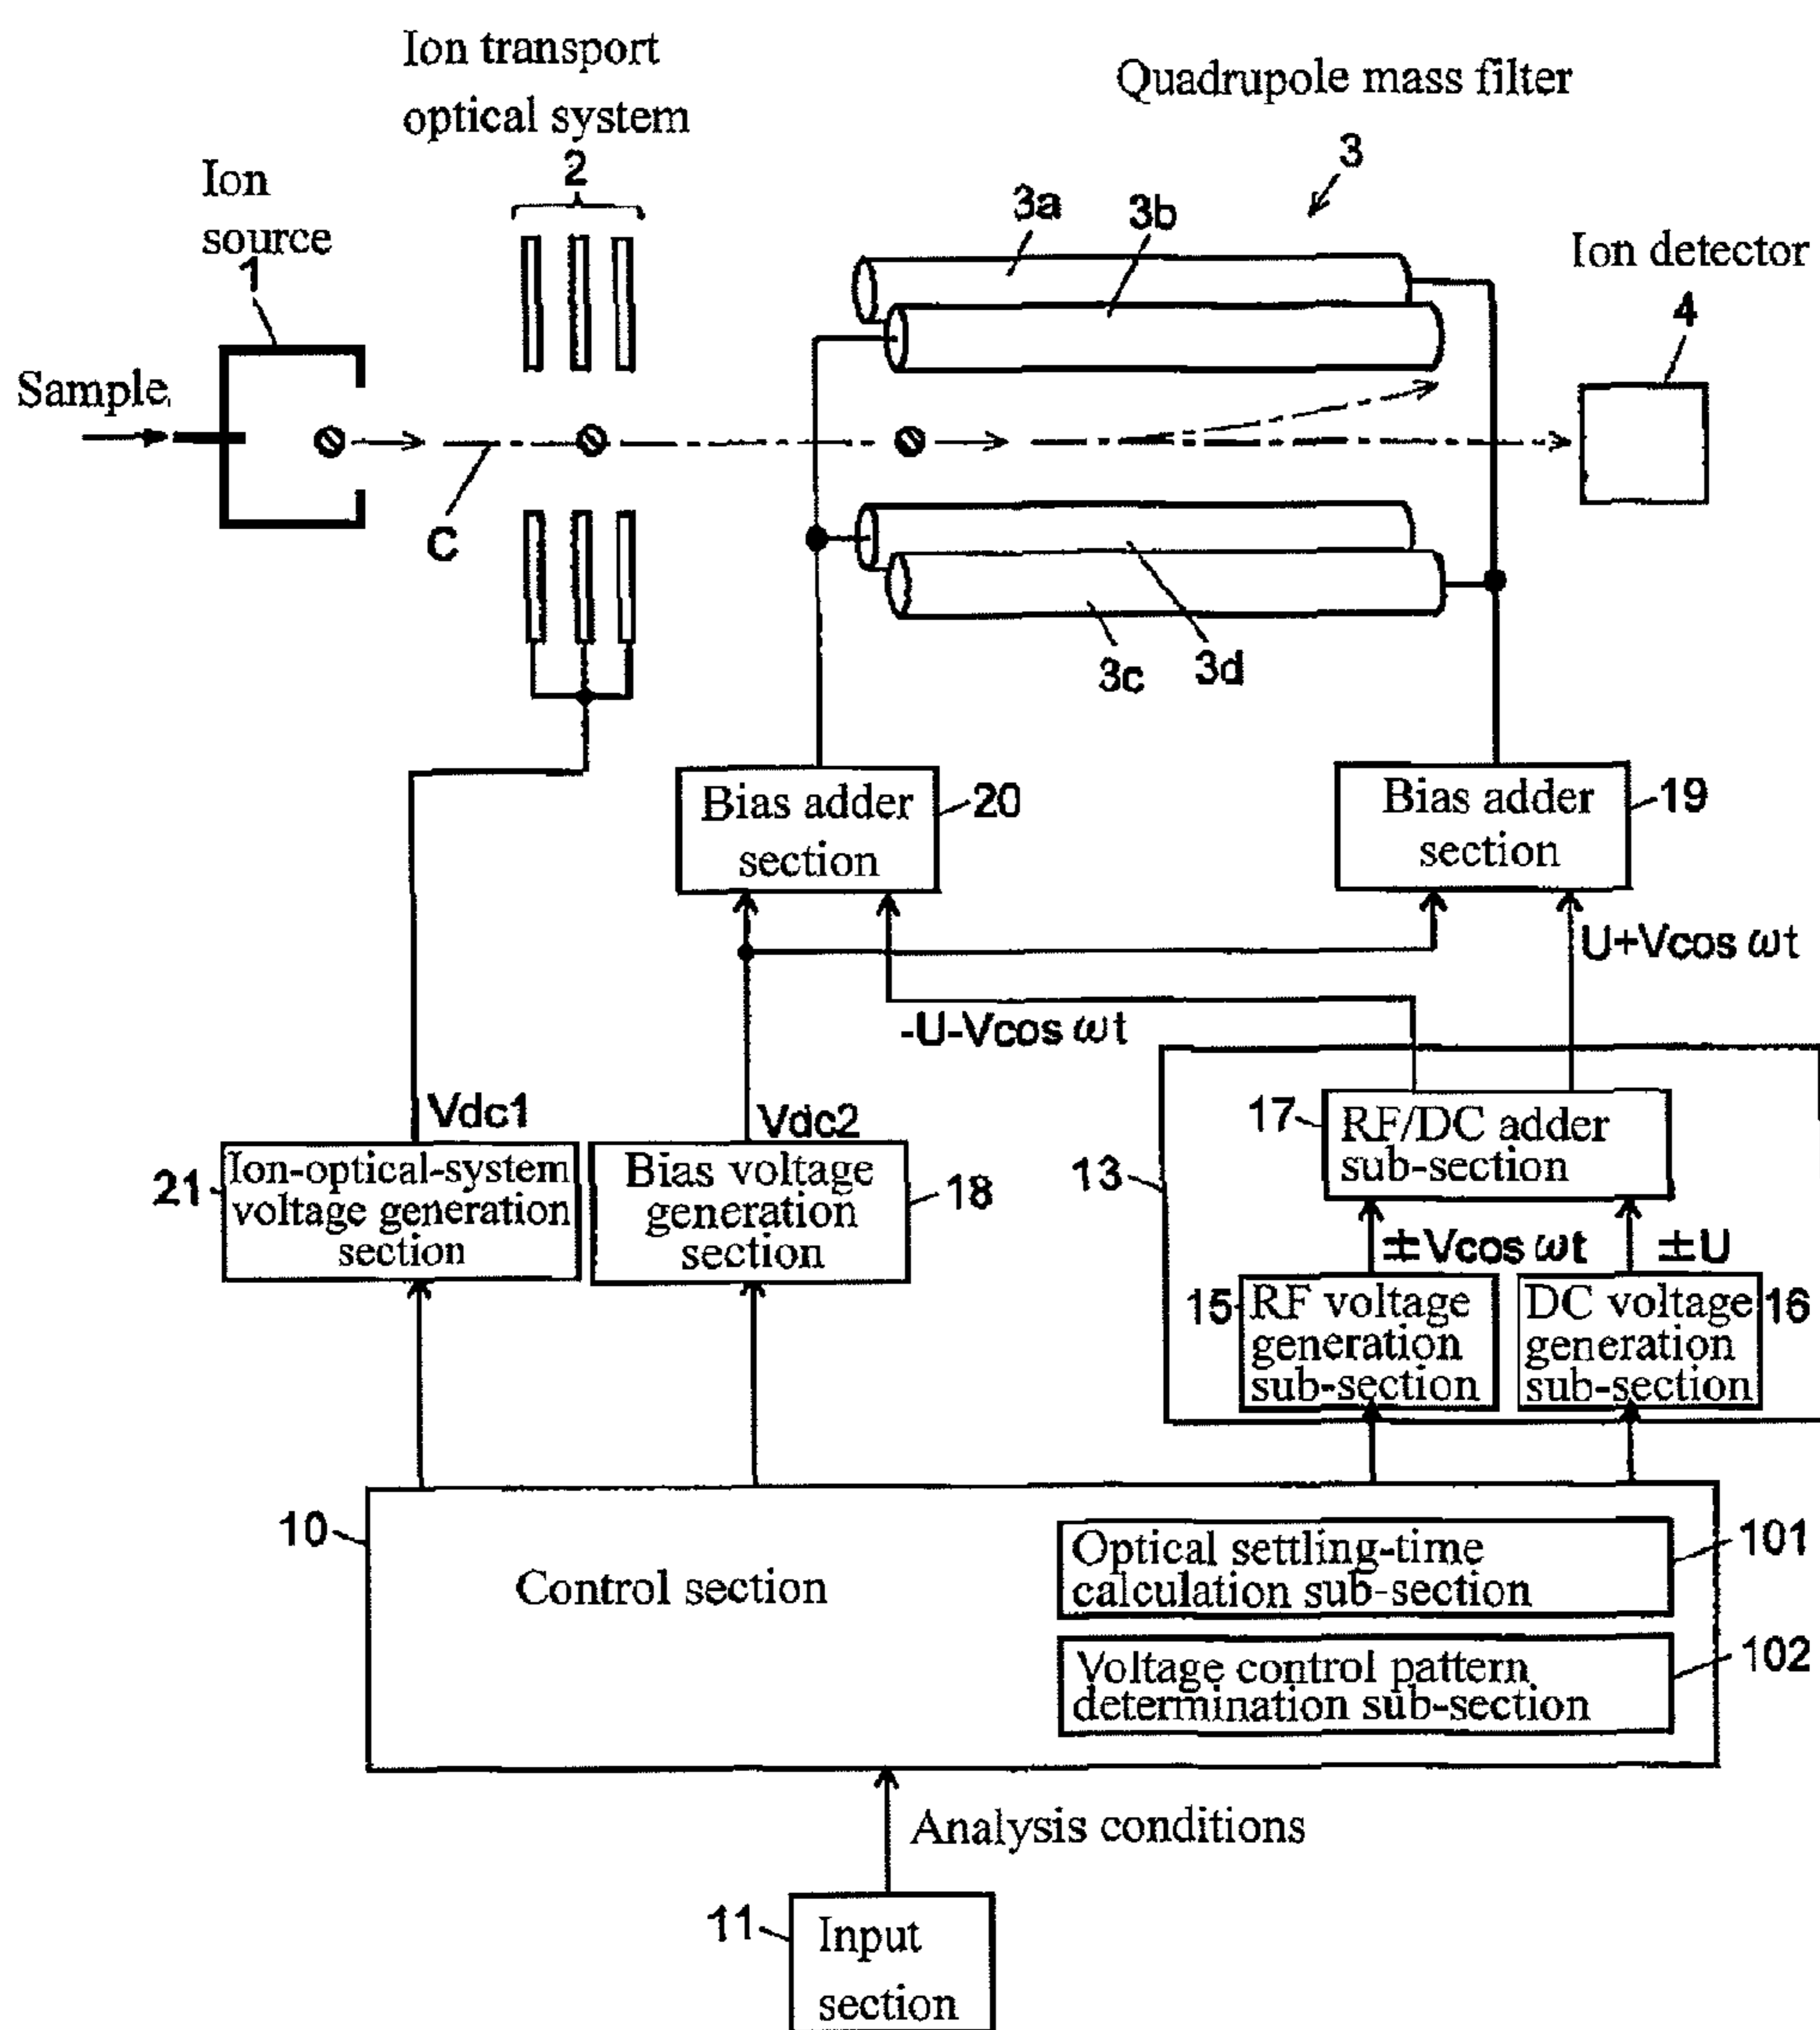 Ion transport
optical system
2
Quadrupole mass filter
3
Ion
source
1
3a
3b
Ion detector
4
Sample
C
3c
3d
Bias adder
section
20
Bias adder
section
19
U+Vcos ωt
-U-Vcos ωt
Vdc1
Vdc2
17
RF/DC adder
sub-section
13
21
Ion-optical-system
voltage generation
section
Bias voltage
generation
section
18
±Vcos ωt
±U
15
RF voltage
generation
sub-section
DC voltage
generation
sub-section
16
10
Control section
Optical settling-time
calculation sub-section
101
Voltage control pattern
determination sub-section
102
Analysis conditions
11
Input
section